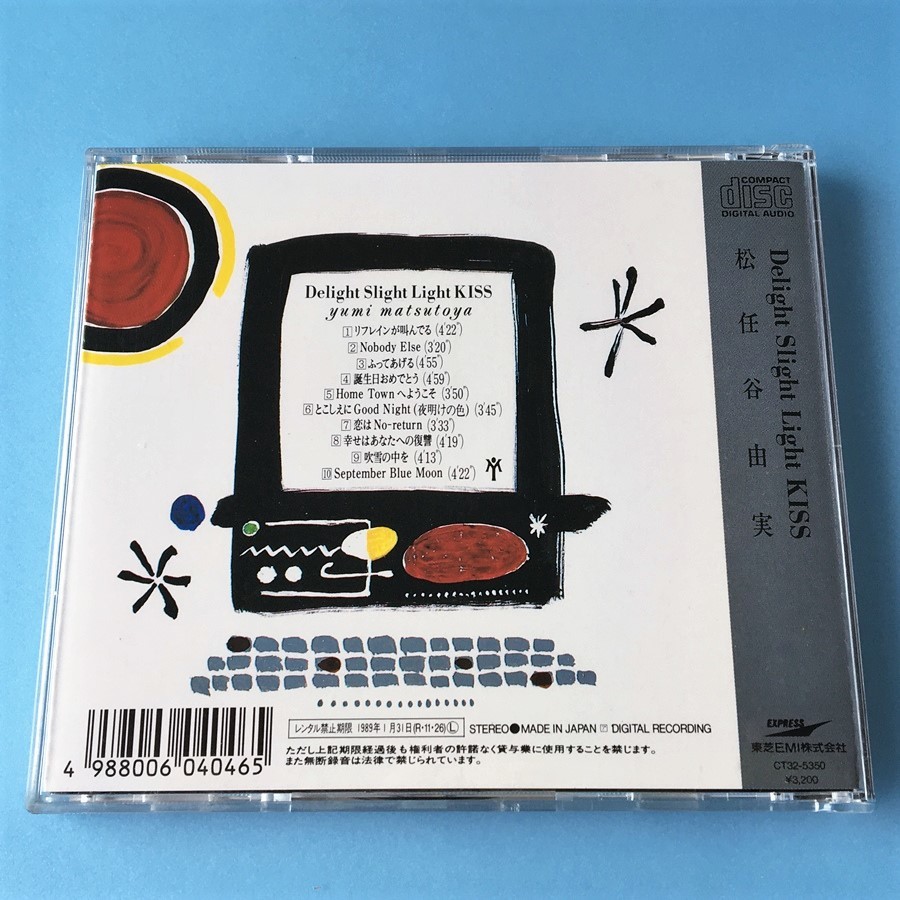 Delight Slight Light KISS
yumi matsutoya
1 リフレインが叫んでる (4'22")
2 Nobody Else (3'20")
3 ふってあげる (4'55")
4 誕生日おめでとう (4'59")
5 Home Townへようこそ (3'50")
6 とこしえにGood Night (夜明けの色) (3'45")
7 恋はNo-return (3'33")
8 幸せはあなたへの復讐 (4'19")
9 吹雪の中を (4'13")
10 September Blue Moon (4'22")
COMPACT
disc
DIGITAL AUDIO
Delight Slight Light KISS
松任谷由実
レンタル禁止期限 1989年1月31日(R・11・26)Ⓛ STEREO●MADE IN JAPAN Ⓟ DIGITAL RECORDING
ただし上記期限経過後も権利者の許諾なく貸与業に使用することを禁じます。
また無断録音は法律で禁じられています。
4 988006 040465
EXPRESS
東芝EMI株式会社
CT32-5350
¥3,200